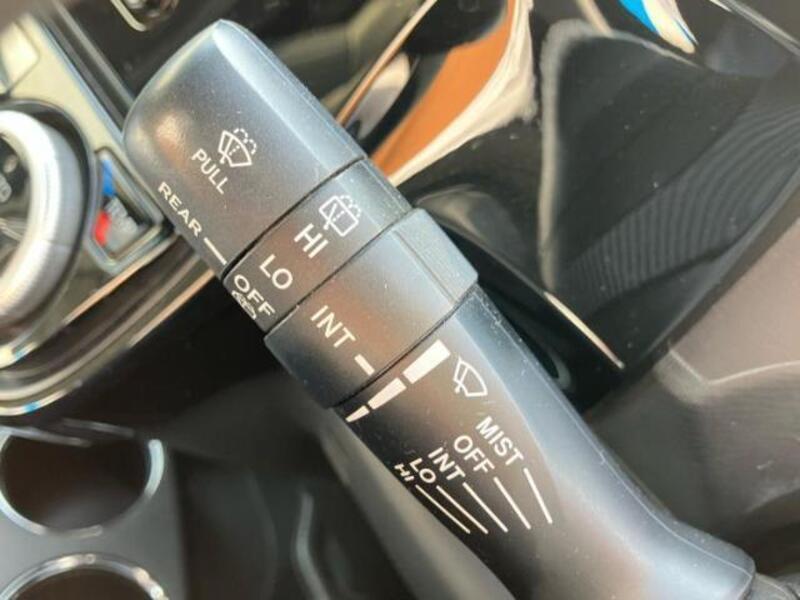 PULL
REAR
HI
LO
OFF
INT
MIST
OFF
INT
LO
HI